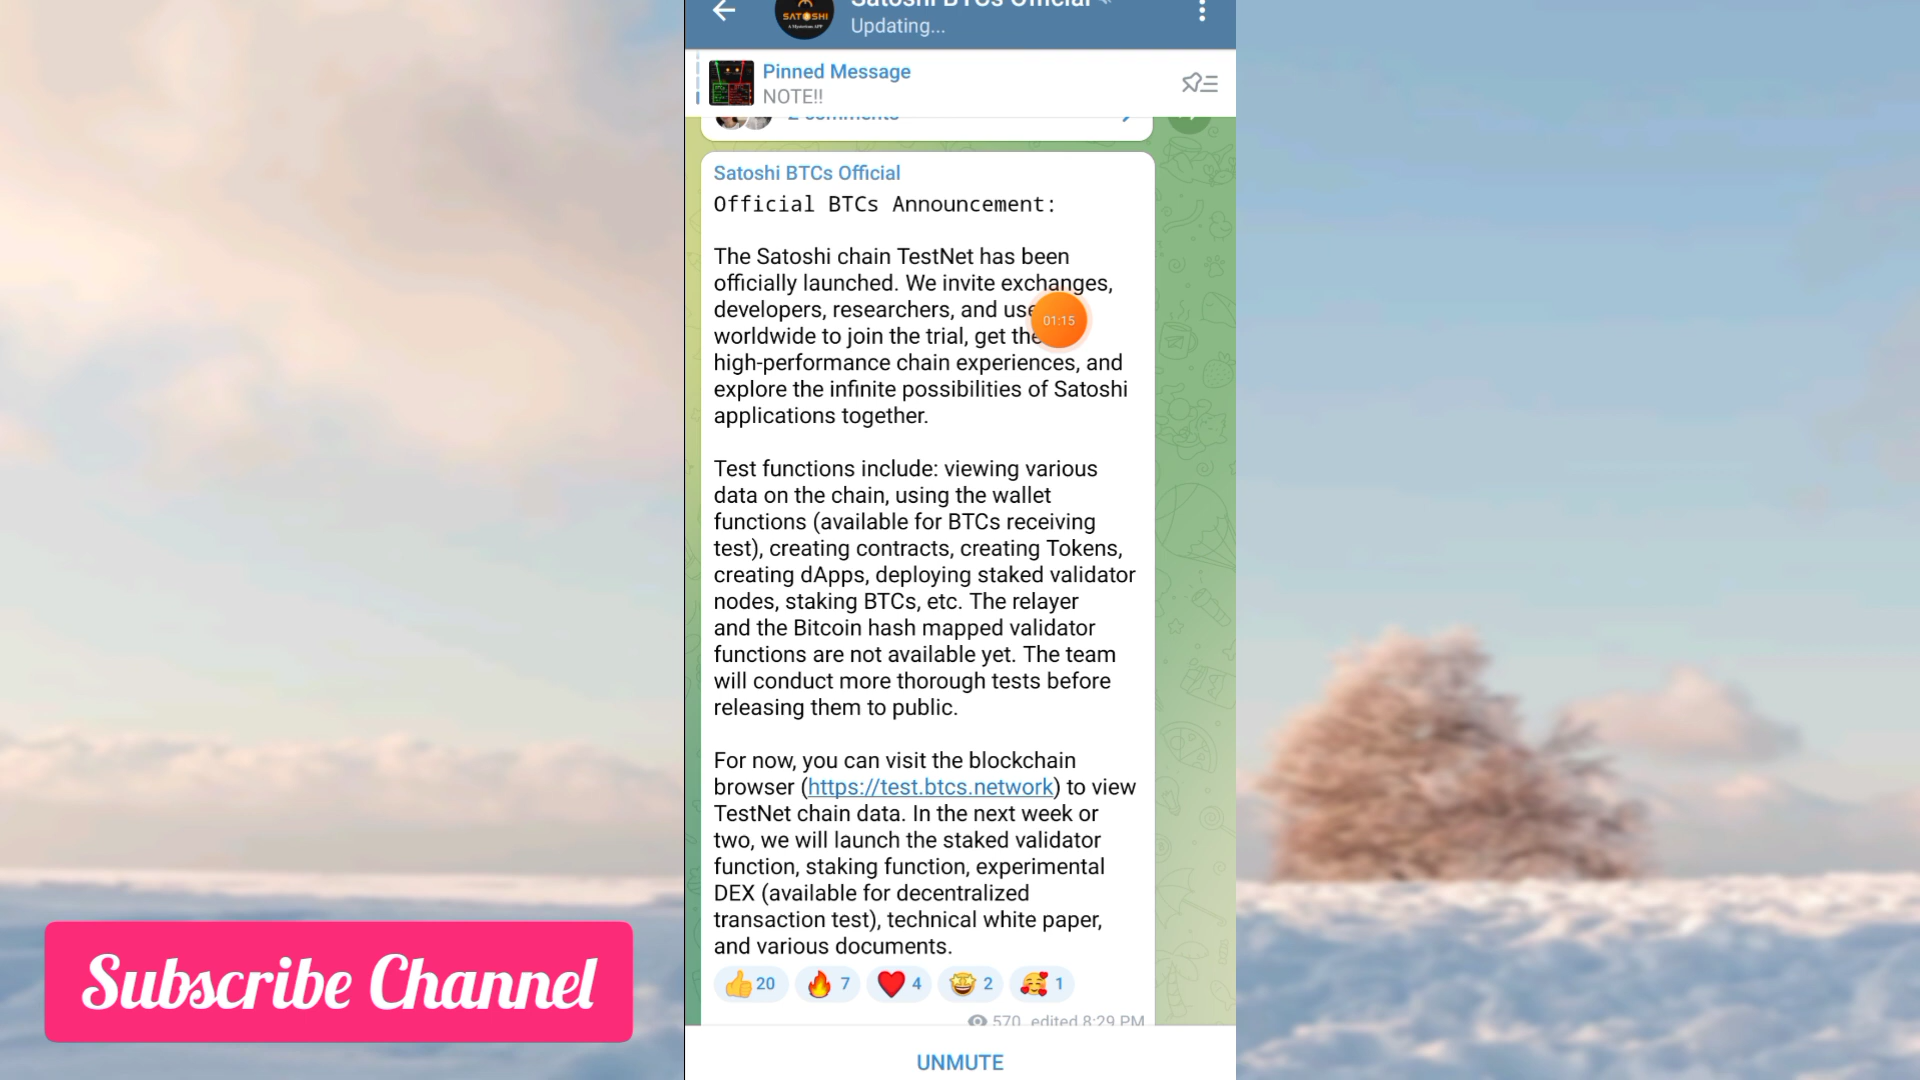 Satoshi BTCs Official
SATOSHI
Updating...
Pinned Message
NOTE!!
2 comments
Satoshi BTCs Official
Official BTCs Announcement:
The Satoshi chain TestNet has been
officially launched. We invite exchanges,
developers, researchers, and use
01:15
worldwide to join the trial, get the
high-performance chain experiences, and
explore the infinite possibilities of Satoshi
applications together.
Test functions include: viewing various
data on the chain, using the wallet
functions (available for BTCs receiving
test), creating contracts, creating Tokens,
creating dApps, deploying staked validator
nodes, staking BTCs, etc. The relayer
and the Bitcoin hash mapped validator
functions are not available yet. The team
will conduct more thorough tests before
releasing them to public.
For now, you can visit the blockchain
browser (https://test.btcs.network) to view
TestNet chain data. In the next week or
two, we will launch the staked validator
function, staking function, experimental
DEX (available for decentralized
transaction test), technical white paper,
and various documents.
20 7 4 2 1
570 edited 8:29 PM
UNMUTE
Subscribe Channel